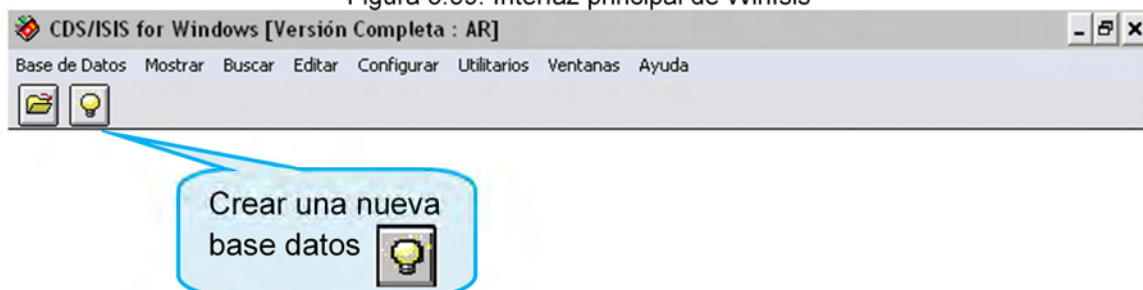 CDS/ISIS for Windows [Versión Completa : AR]
Base de Datos Mostrar Buscar Editar Configurar Utilitarios Ventanas Ayuda
Crear una nueva
base datos